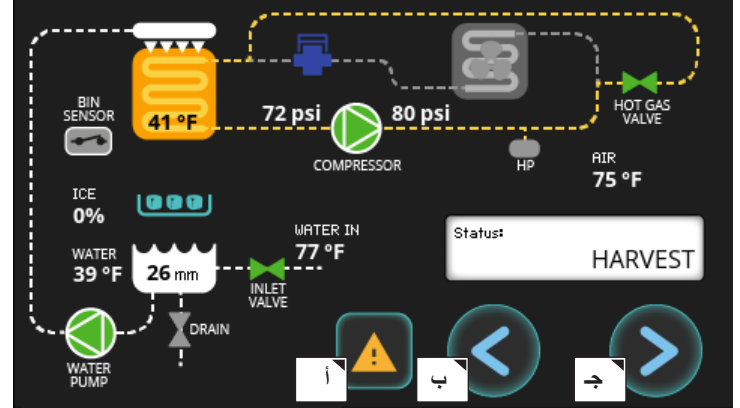 BIN
SENSOR
41 °F
72 psi
80 psi
COMPRESSOR
HP
HOT GAS
VALVE
AIR
75 °F
ICE
0%
WATER
39 °F
26 mm
WATER IN
77 °F
INLET
VALVE
DRAIN
WATER
PUMP
Status:
HARVEST
أ
ب
جـ